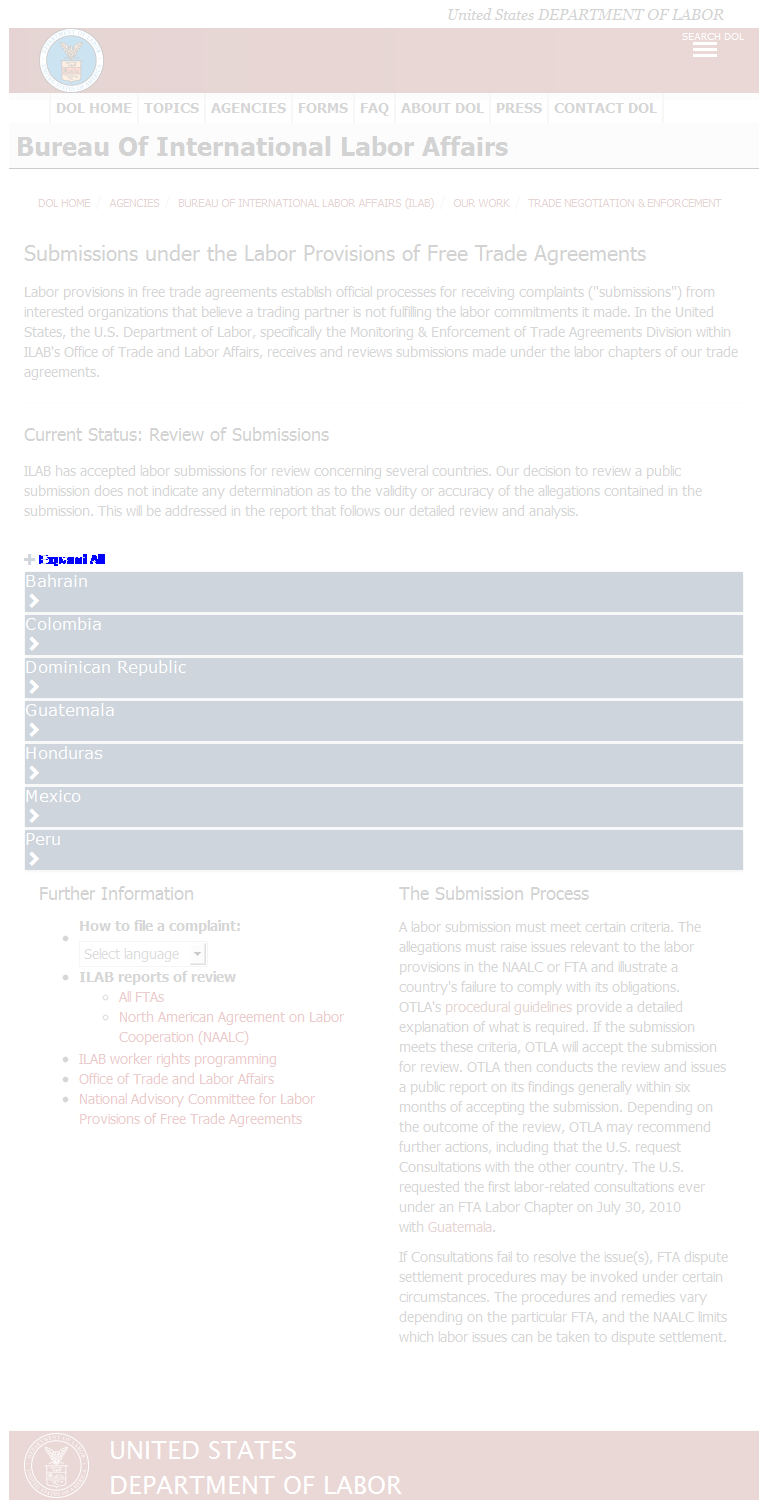 United States DEPARTMENT OF LABOR
SEARCH DOL
DOL HOME TOPICS AGENCIES FORMS FAQ ABOUT DOL PRESS CONTACT DOL
Bureau Of International Labor Affairs
DOL HOME / AGENCIES / BUREAU OF INTERNATIONAL LABOR AFFAIRS (ILAB) / OUR WORK / TRADE NEGOTIATION & ENFORCEMENT
Submissions under the Labor Provisions of Free Trade Agreements
Labor provisions in free trade agreements establish official processes for receiving complaints ("submissions") from
interested organizations that believe a trading partner is not fulfilling the labor commitments it made. In the United
States, the U.S. Department of Labor, specifically the Monitoring & Enforcement of Trade Agreements Division within
ILAB's Office of Trade and Labor Affairs, receives and reviews submissions made under the labor chapters of our trade
agreements.
Current Status: Review of Submissions
ILAB has accepted labor submissions for review concerning several countries. Our decision to review a public
submission does not indicate any determination as to the validity or accuracy of the allegations contained in the
submission. This will be addressed in the report that follows our detailed review and analysis.
Expand All
Bahrain
Colombia
Dominican Republic
Guatemala
Honduras
Mexico
Peru
Further Information
How to file a complaint:
Select language
ILAB reports of review
All FTAs
North American Agreement on Labor
Cooperation (NAALC)
ILAB worker rights programming
Office of Trade and Labor Affairs
National Advisory Committee for Labor
Provisions of Free Trade Agreements
The Submission Process
A labor submission must meet certain criteria. The
allegations must raise issues relevant to the labor
provisions in the NAALC or FTA and illustrate a
country's failure to comply with its obligations.
OTLA's procedural guidelines provide a detailed
explanation of what is required. If the submission
meets these criteria, OTLA will accept the submission
for review. OTLA then conducts the review and issues
a public report on its findings generally within six
months of accepting the submission. Depending on
the outcome of the review, OTLA may recommend
further actions, including that the U.S. request
Consultations with the other country. The U.S.
requested the first labor-related consultations ever
under an FTA Labor Chapter on July 30, 2010
with Guatemala.
If Consultations fail to resolve the issue(s), FTA dispute
settlement procedures may be invoked under certain
circumstances. The procedures and remedies vary
depending on the particular FTA, and the NAALC limits
which labor issues can be taken to dispute settlement.
UNITED STATES
DEPARTMENT OF LABOR